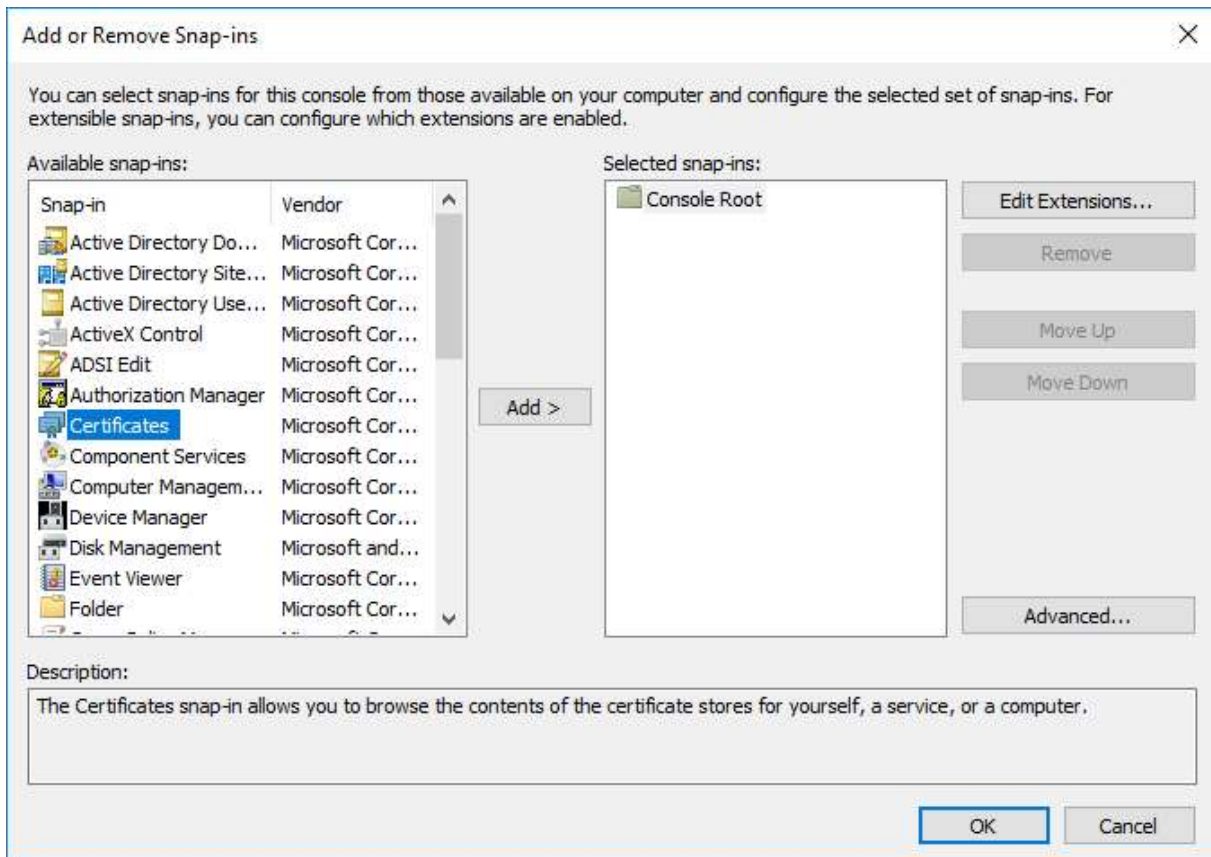 Add or Remove Snap-ins
You can select snap-ins for this console from those available on your computer and configure the selected set of snap-ins. For
extensible snap-ins, you can configure which extensions are enabled.
Available snap-ins:
Snap-in Vendor
Active Directory Do... Microsoft Cor...
Active Directory Site... Microsoft Cor...
Active Directory Use... Microsoft Cor...
ActiveX Control Microsoft Cor...
ADSI Edit Microsoft Cor...
Authorization Manager Microsoft Cor...
Certificates Microsoft Cor...
Component Services Microsoft Cor...
Computer Managem... Microsoft Cor...
Device Manager Microsoft Cor...
Disk Management Microsoft and...
Event Viewer Microsoft Cor...
Folder Microsoft Cor...
Add >
Selected snap-ins:
Console Root
Edit Extensions...
Remove
Move Up
Move Down
Advanced...
Description:
The Certificates snap-in allows you to browse the contents of the certificate stores for yourself, a service, or a computer.
OK Cancel